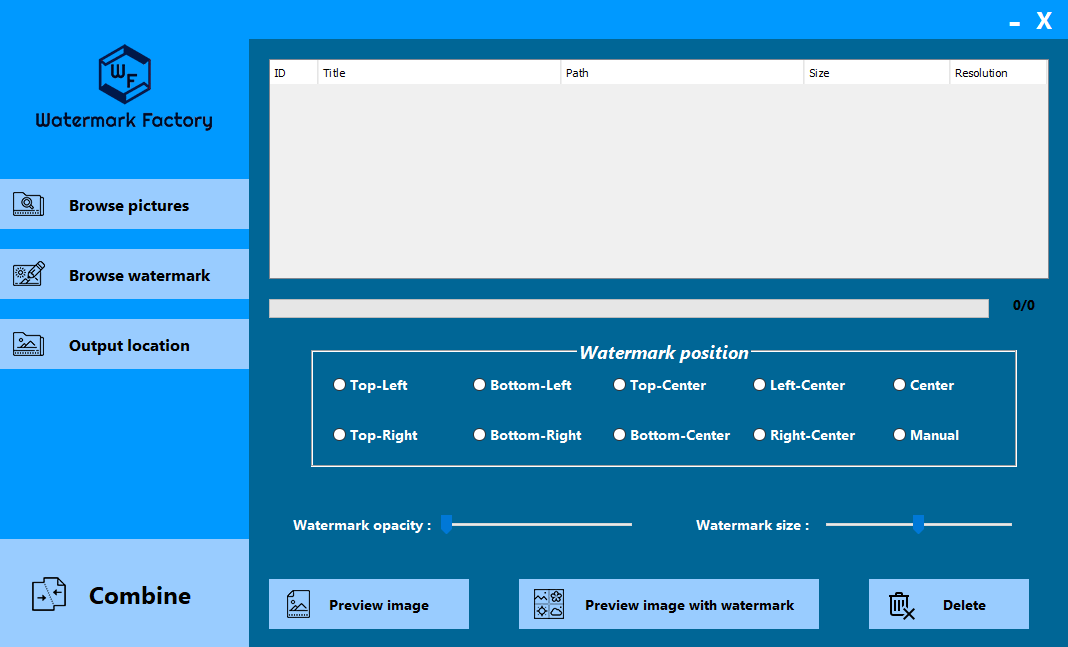 - X
WF
Watermark Factory
ID Title Path Size Resolution
Browse pictures
Browse watermark
Output location
0/0
Watermark position
Top-Left Bottom-Left Top-Center Left-Center Center
Top-Right Bottom-Right Bottom-Center Right-Center Manual
Watermark opacity : Watermark size :
Combine
Preview image Preview image with watermark Delete